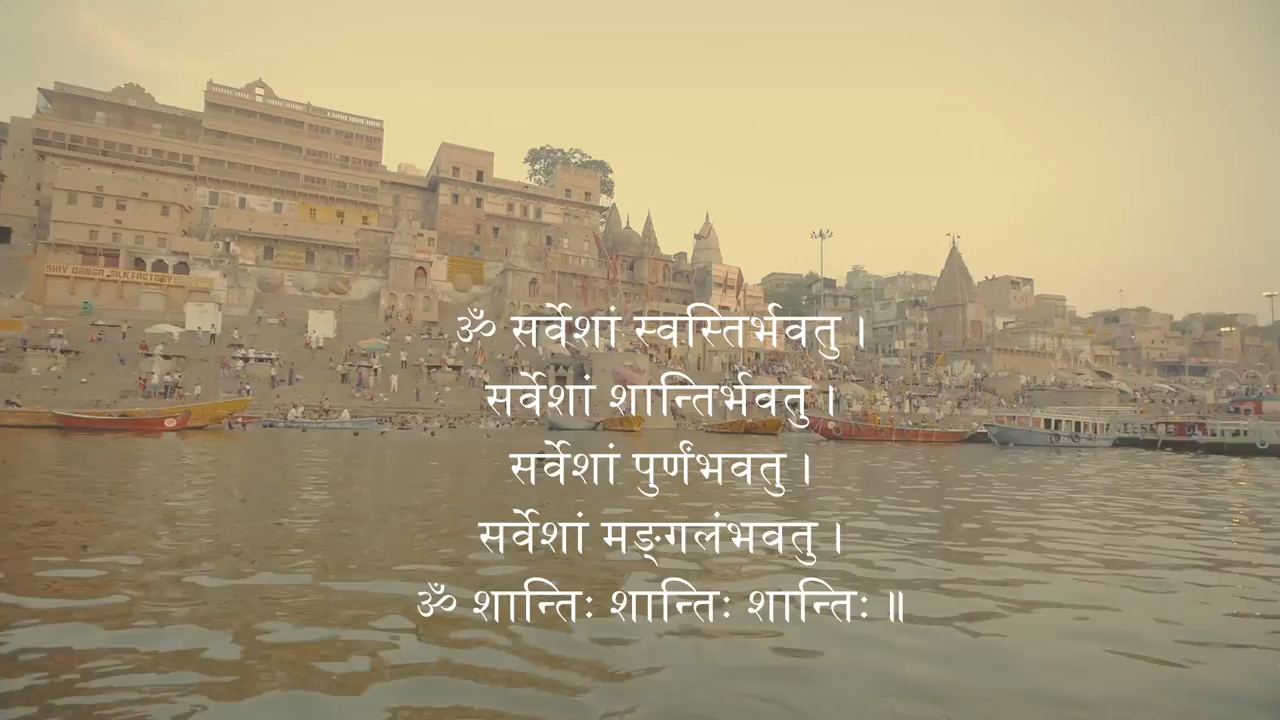 SHIV GANGA SILK FACTORY
ॐ सर्वेशां स्वस्तिर्भवतु ।
सर्वेशां शान्तिर्भवतु ।
सर्वेशां पुर्णंभवतु ।
सर्वेशां मङ्गलंभवतु ।
ॐ शान्तिः शान्तिः शान्तिः ॥